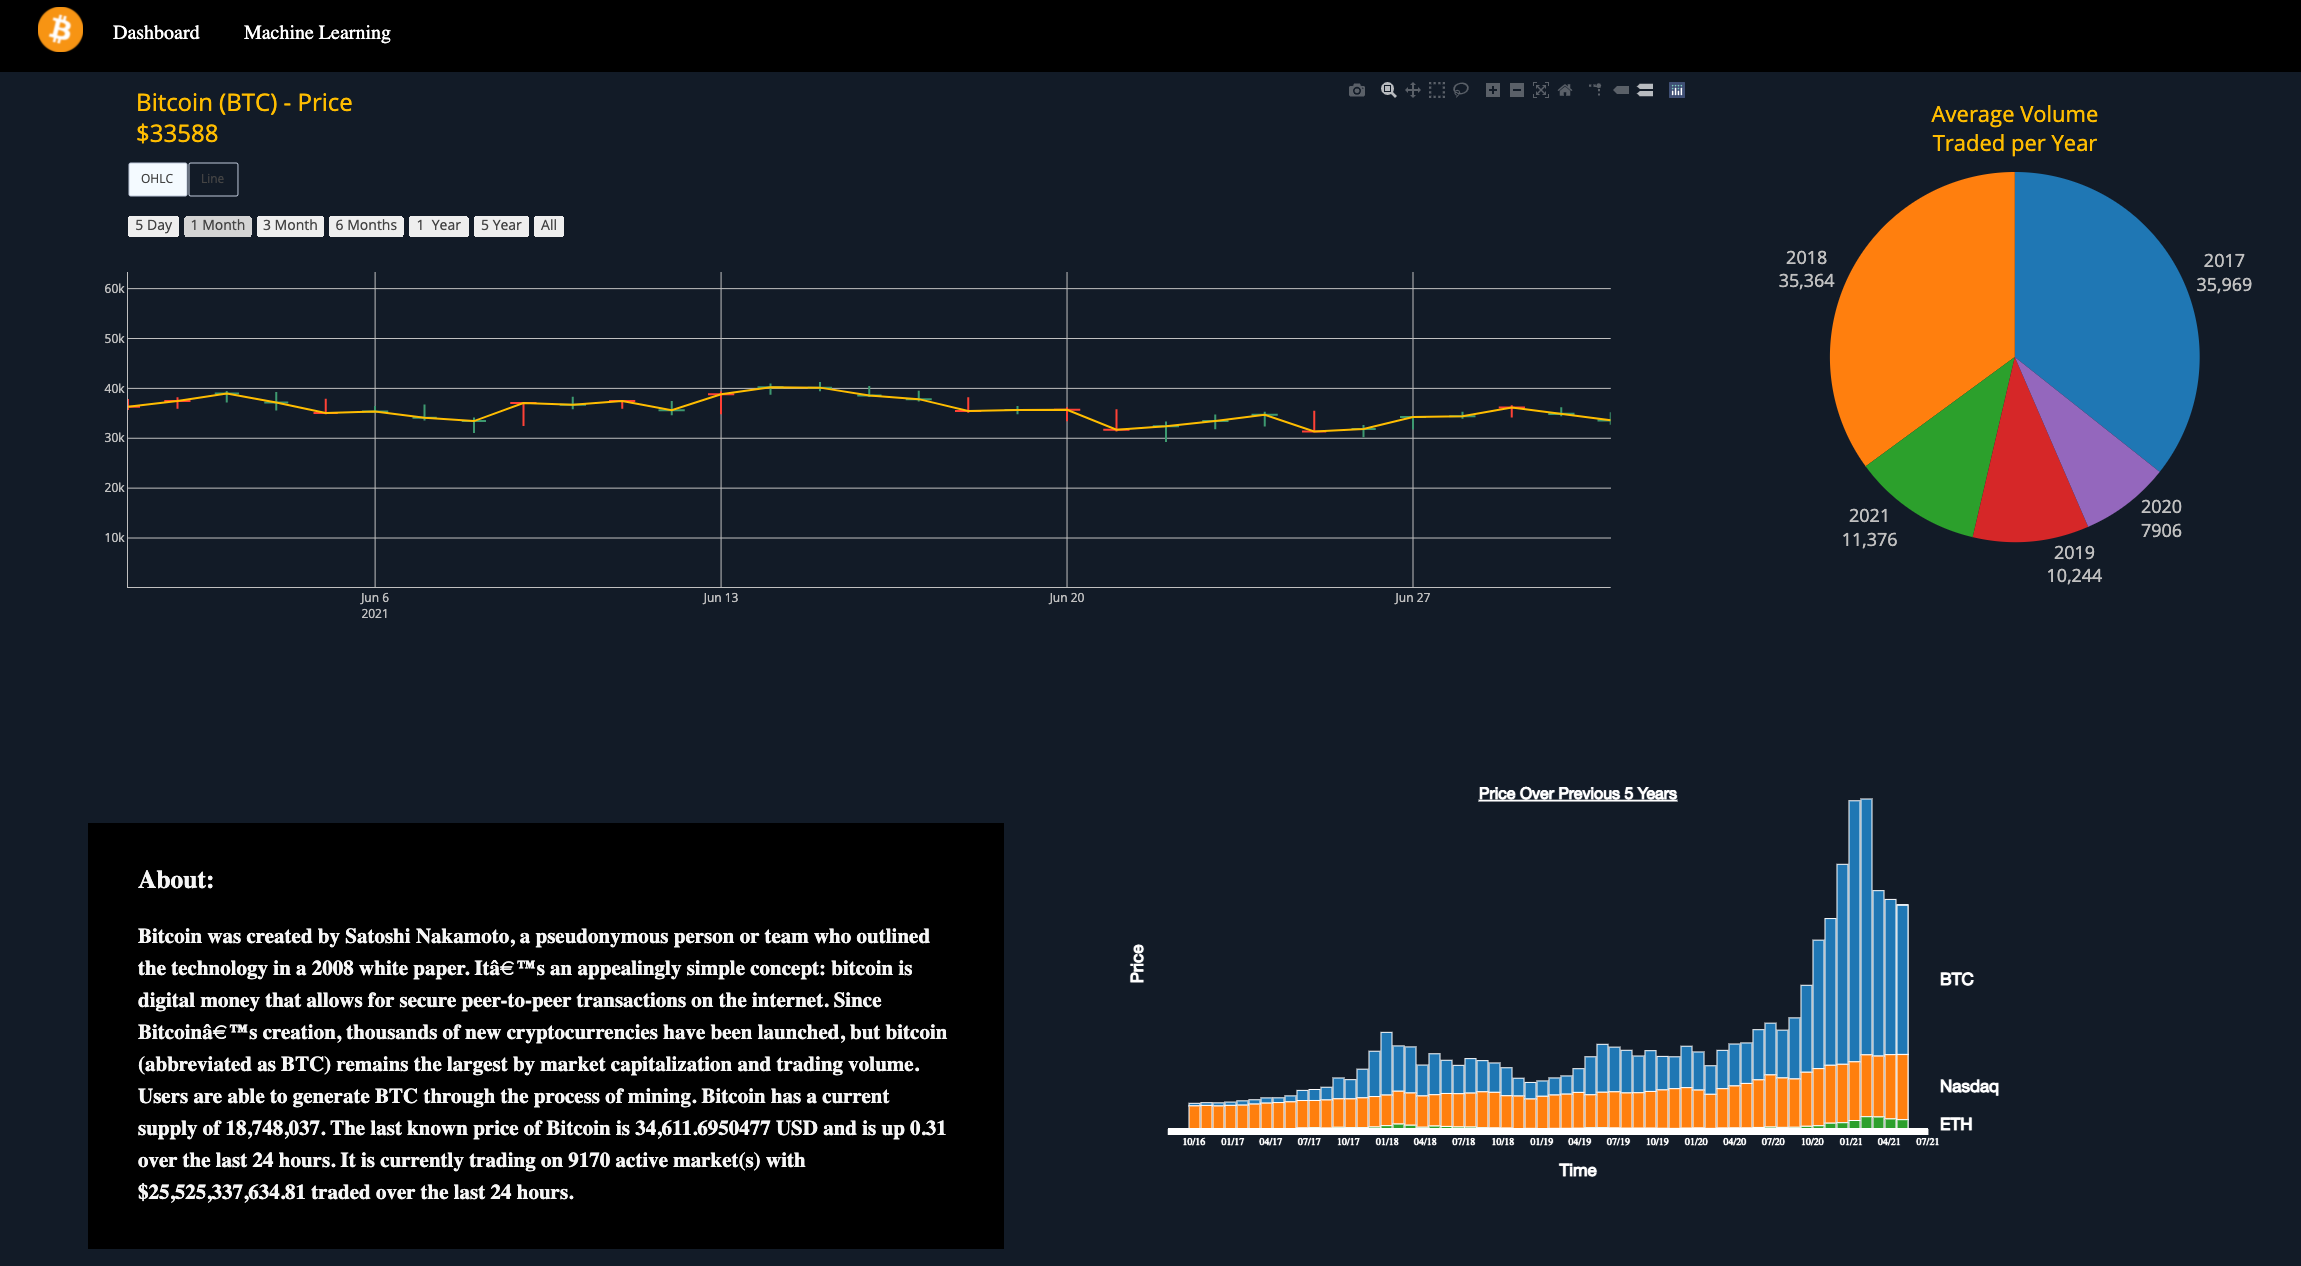 Dashboard
Machine Learning
Bitcoin (BTC) - Price
$33588
OHLC
Line
5 Day
1 Month
3 Month
6 Months
1 Year
5 Year
All
60k
50k
40k
30k
20k
10k
Jun 6
2021
Jun 13
Jun 20
Jun 27
Average Volume
Traded per Year
2018
35,364
2017
35,969
2021
11,376
2020
7906
2019
10,244
About:
Bitcoin was created by Satoshi Nakamoto, a pseudonymous person or team who outlined
the technology in a 2008 white paper. Itâ€™s an appealingly simple concept: bitcoin is
digital money that allows for secure peer-to-peer transactions on the internet. Since
Bitcoinâ€™s creation, thousands of new cryptocurrencies have been launched, but bitcoin
(abbreviated as BTC) remains the largest by market capitalization and trading volume.
Users are able to generate BTC through the process of mining. Bitcoin has a current
supply of 18,748,037. The last known price of Bitcoin is 34,611.6950477 USD and is up 0.31
over the last 24 hours. It is currently trading on 9170 active market(s) with
$25,525,337,634.81 traded over the last 24 hours.
Price Over Previous 5 Years
Price
BTC
Nasdaq
ETH
10/16 01/17 04/17 07/17 10/17 01/18 04/18 07/18 10/18 01/19 04/19 07/19 10/19 01/20 04/20 07/20 10/20 01/21 04/21 07/21
Time